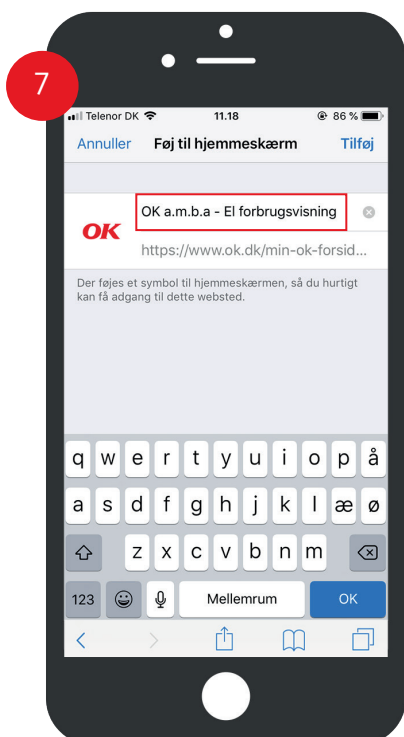 7
Telenor DK 11.18 86 %
Annuller Føj til hjemmeskærm Tilføj
OK OK a.m.b.a - El forbrugsvisning
https://www.ok.dk/min-ok-forsid...
Der føjes et symbol til hjemmeskærmen, så du hurtigt
kan få adgang til dette websted.
q w e r t y u i o p å
a s d f g h j k l æ ø
z x c v b n m
123 Mellemrum OK